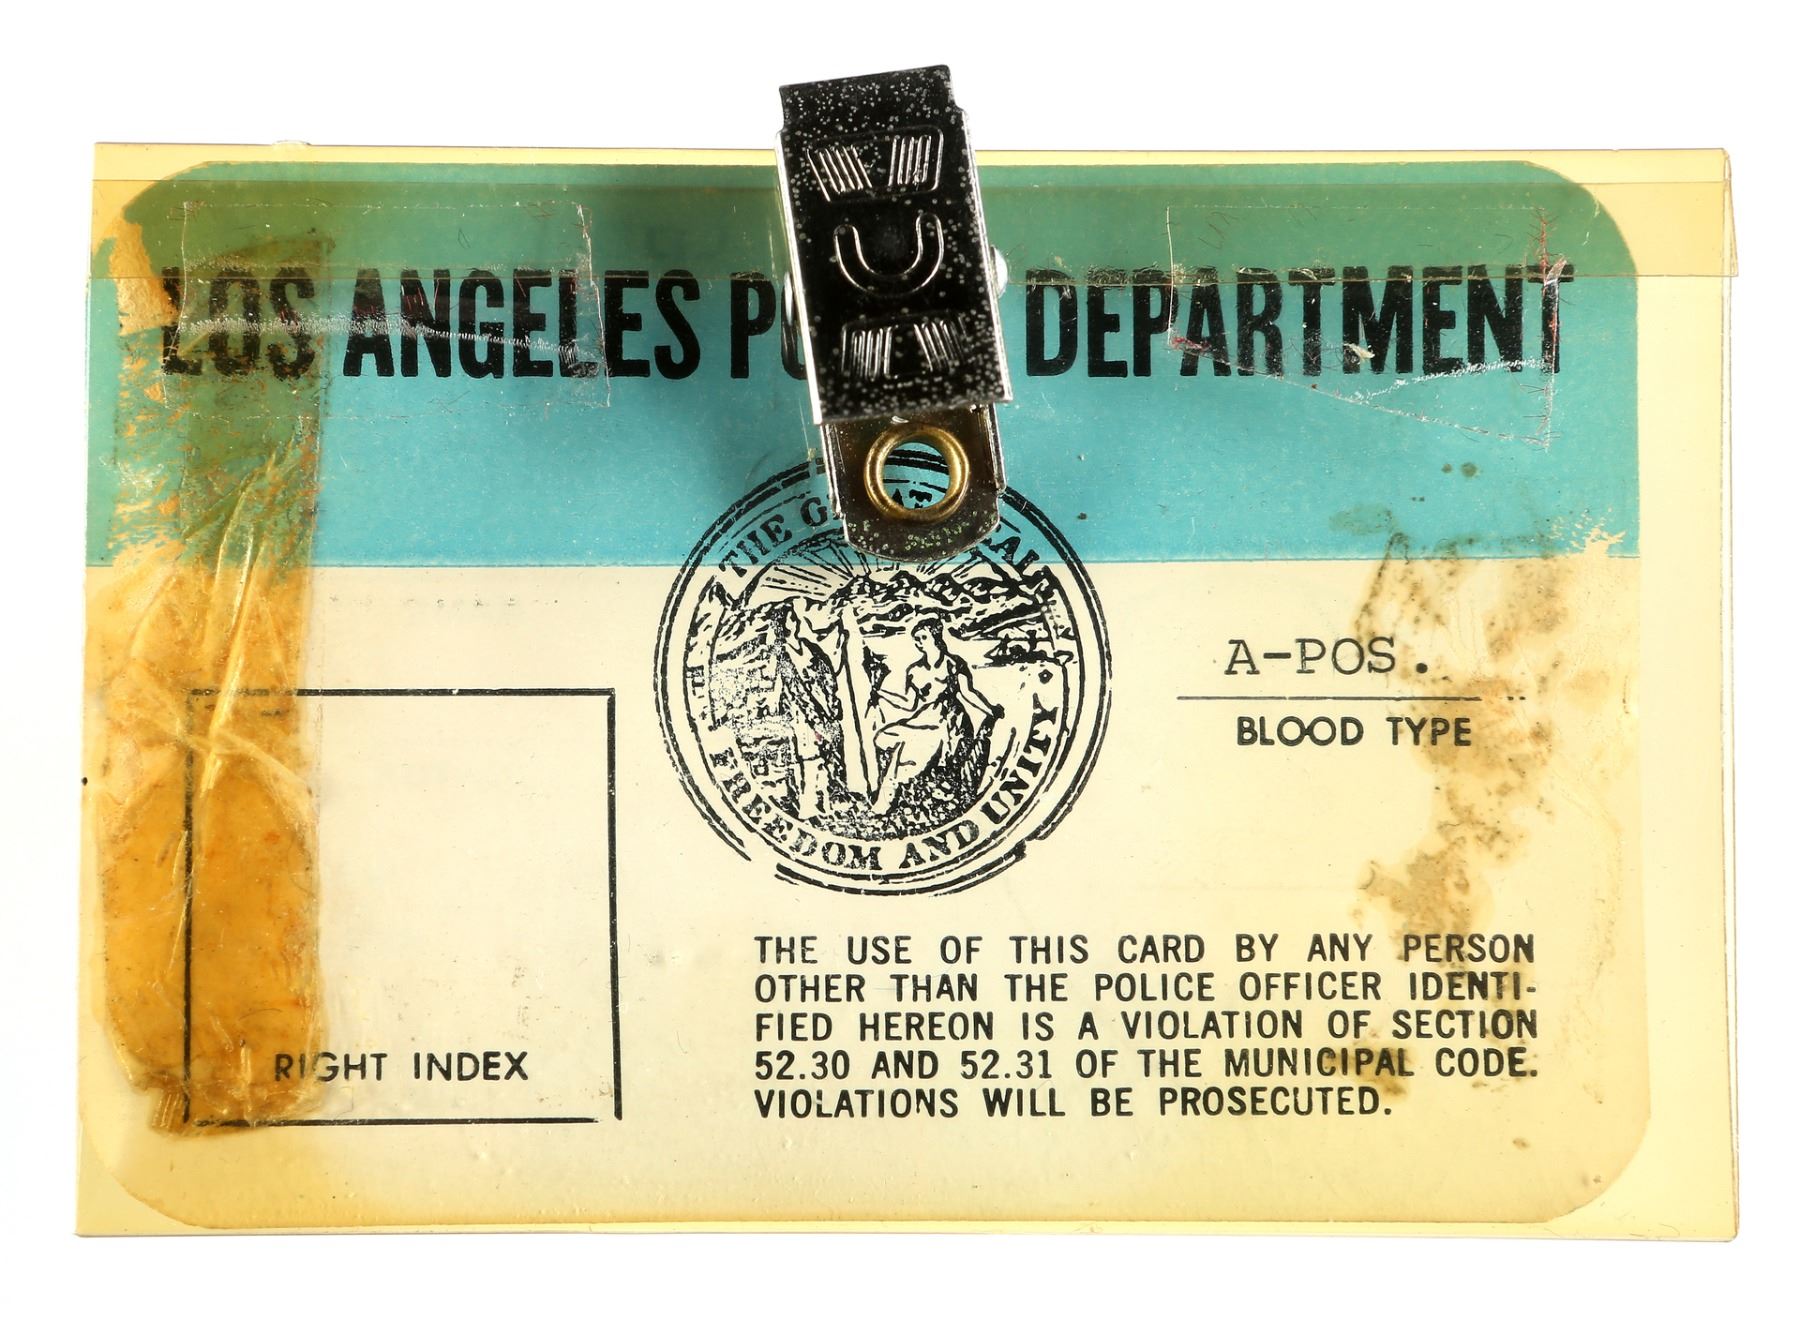 LOS ANGELES DEPARTMENT
THE
FREEDOM AND UNITY
A-POS.
BLOOD TYPE
RIGHT INDEX
THE USE OF THIS CARD BY ANY PERSON
OTHER THAN THE POLICE OFFICER IDENTI-
FIED HEREON IS A VIOLATION OF SECTION
52.30 AND 52.31 OF THE MUNICIPAL CODE.
VIOLATIONS WILL BE PROSECUTED.